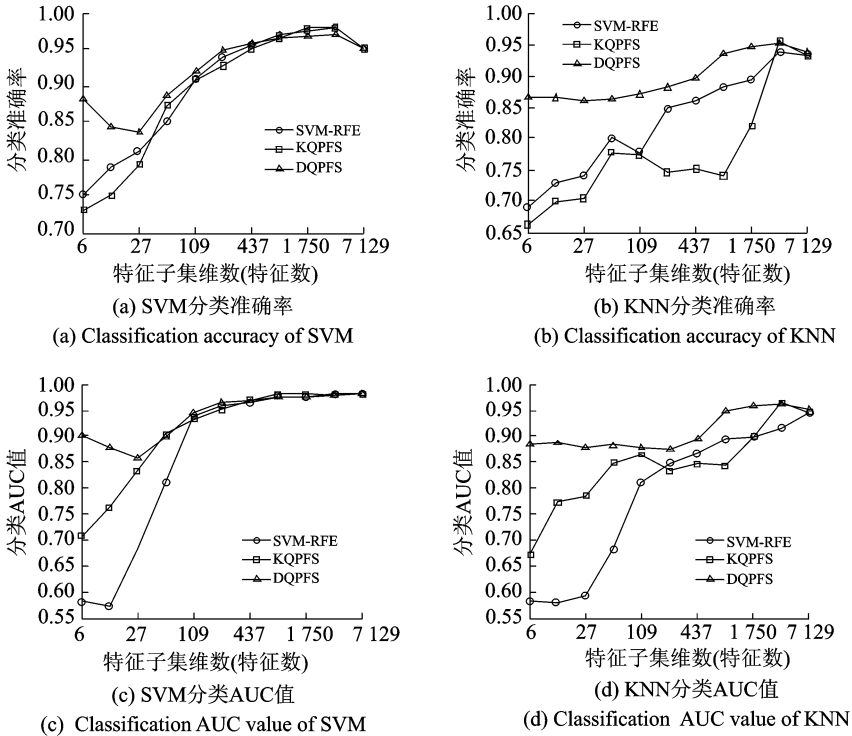 1.00
0.95
0.90
0.85
0.80
0.75
0.70
分类准确率
SVM-RFE
KQPFS
DQPFS
6 27 109 437 1 750 7 129
特征子集维数(特征数)
(a) SVM分类准确率
(a) Classification accuracy of SVM
1.00
0.95
0.90
0.85
0.80
0.75
0.70
0.65
分类准确率
SVM-RFE
KQPFS
DQPFS
6 27 109 437 1 750 7 129
特征子集维数(特征数)
(b) KNN分类准确率
(b) Classification accuracy of KNN
1.00
0.95
0.90
0.85
0.80
0.70
0.65
0.60
0.55
分类AUC值
SVM-RFE
KQPFS
DQPFS
6 27 109 437 1 750 7 129
特征子集维数(特征数)
(c) SVM分类AUC值
(c) Classification AUC value of SVM
1.00
0.95
0.90
0.85
0.80
0.70
0.65
0.60
0.55
分类AUC值
SVM-RFE
KQPFS
DQPFS
6 27 109 437 1 750 7 129
特征子集维数(特征数)
(d) KNN分类AUC值
(d) Classification AUC value of KNN